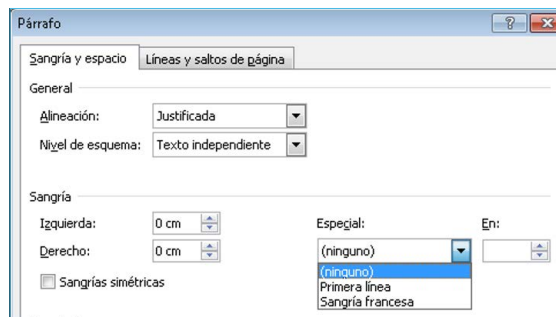 Párrafo
Sangría y espacio Líneas y saltos de página
General
Alineación: Justificada
Nivel de esquema: Texto independiente
Sangría
Izquierda: 0 cm Especial: En:
Derecho: 0 cm (ninguno)
(ninguno)
Sangrías simétricas Primera línea
Sangría francesa